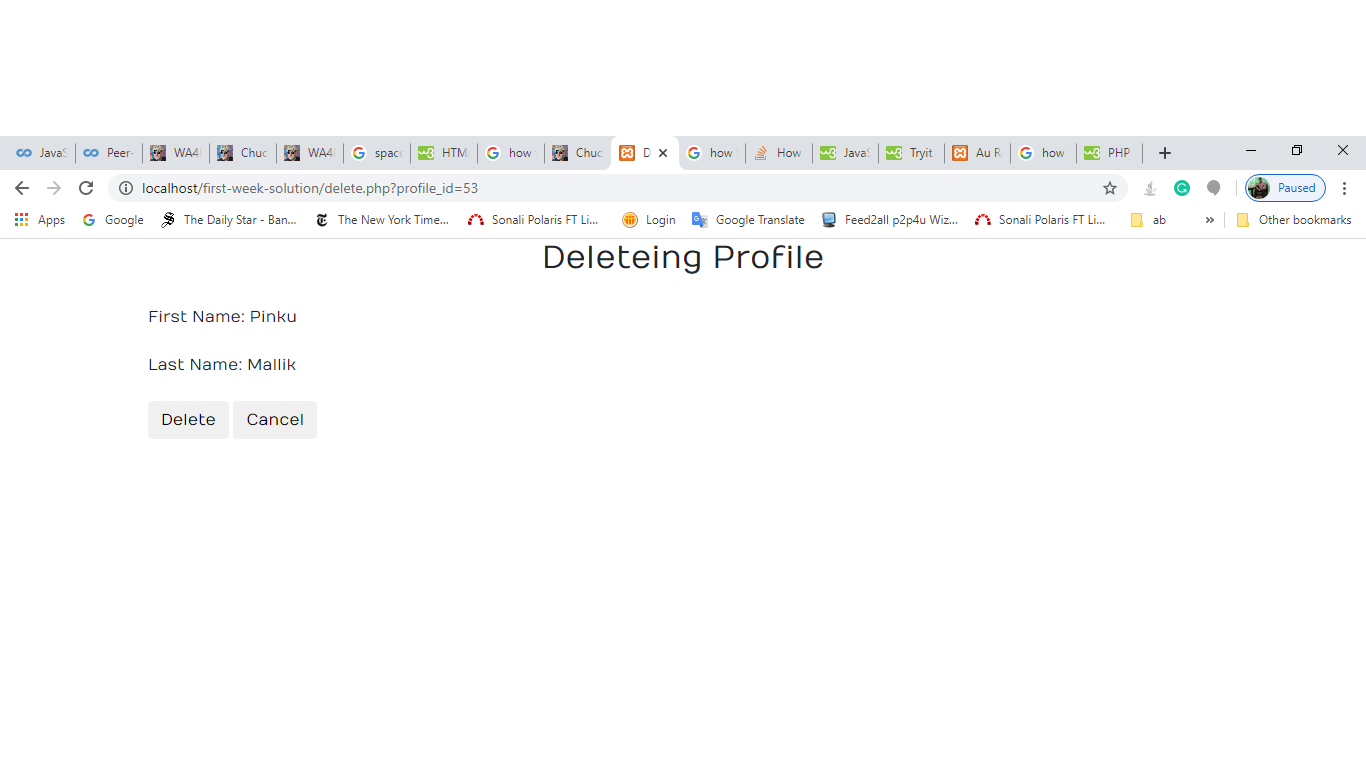 JavaS Peer- WA4 Chuc WA4 space HTM how Chuc D how How JavaS Tryit Au R how PHP
localhost/first-week-solution/delete.php?profile_id=53 Paused
Apps Google The Daily Star - Ban... The New York Time... Sonali Polaris FT Li... Login Google Translate Feed2all p2p4u Wiz... Sonali Polaris FT Li... ab » Other bookmarks
Deleteing Profile
First Name: Pinku
Last Name: Mallik
Delete Cancel